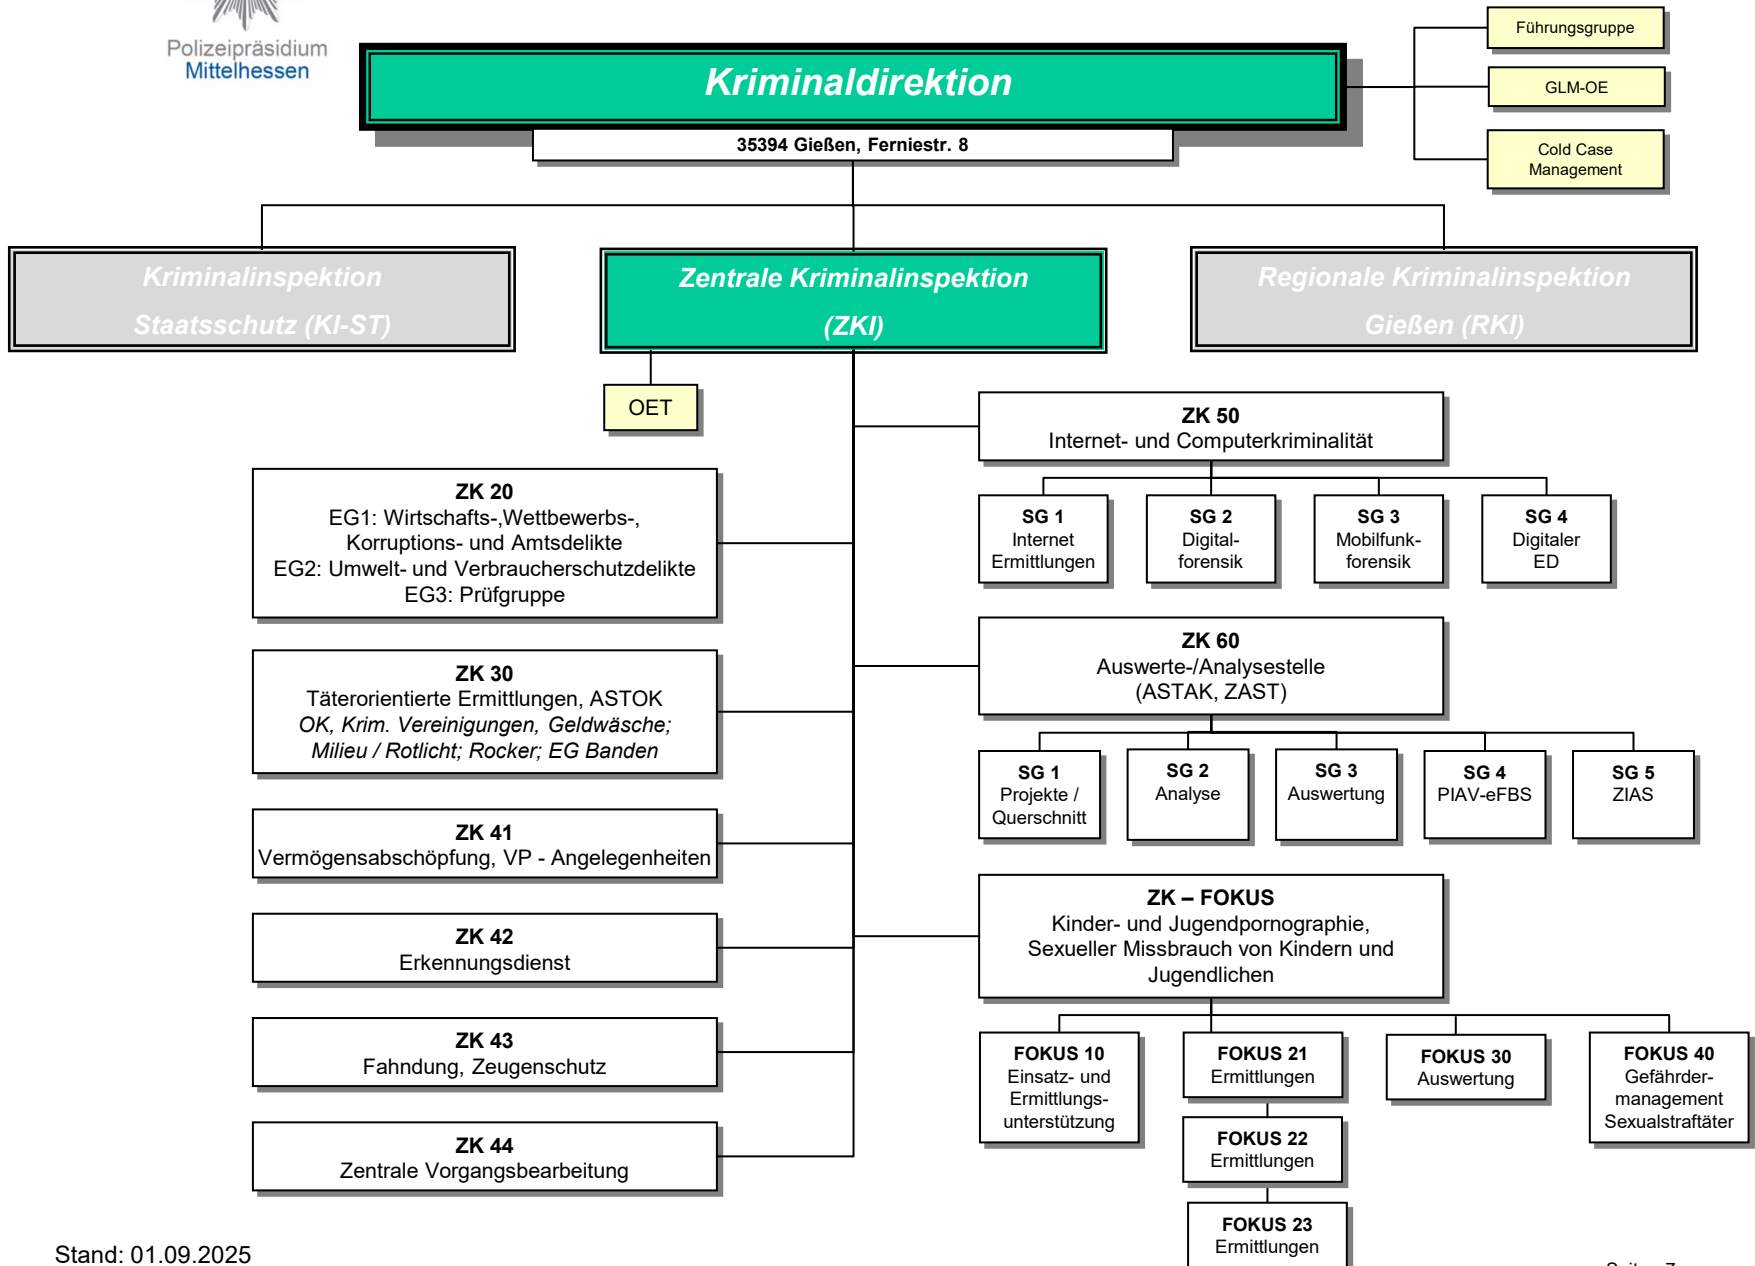 Polizeipräsidium
Mittelhessen
Kriminaldirektion
35394 Gießen, Ferniestr. 8
Führungsgruppe
GLM-OE
Cold Case
Management
Kriminalinspektion
Staatsschutz (KI-ST)
Zentrale Kriminalinspektion
(ZKI)
Regionale Kriminalinspektion
Gießen (RKI)
OET
ZK 20
EG1: Wirtschafts-,Wettbewerbs-,
Korruptions- und Amtsdelikte
EG2: Umwelt- und Verbraucherschutzdelikte
EG3: Prüfgruppe
ZK 30
Täterorientierte Ermittlungen, ASTOK
OK, Krim. Vereinigungen, Geldwäsche;
Milieu / Rotlicht; Rocker; EG Banden
ZK 41
Vermögensabschöpfung, VP - Angelegenheiten
ZK 42
Erkennungsdienst
ZK 43
Fahndung, Zeugenschutz
ZK 44
Zentrale Vorgangsbearbeitung
ZK 50
Internet- und Computerkriminalität
SG 1
Internet
Ermittlungen
SG 2
Digital-
forensik
SG 3
Mobilfunk-
forensik
SG 4
Digitaler
ED
ZK 60
Auswerte-/Analysestelle
(ASTAK, ZAST)
SG 1
Projekte /
Querschnitt
SG 2
Analyse
SG 3
Auswertung
SG 4
PIAV-eFBS
SG 5
ZIAS
ZK – FOKUS
Kinder- und Jugendpornographie,
Sexueller Missbrauch von Kindern und
Jugendlichen
FOKUS 10
Einsatz- und
Ermittlungs-
unterstützung
FOKUS 21
Ermittlungen
FOKUS 22
Ermittlungen
FOKUS 23
Ermittlungen
FOKUS 30
Auswertung
FOKUS 40
Gefährder-
management
Sexualstraftäter
Stand: 01.09.2025